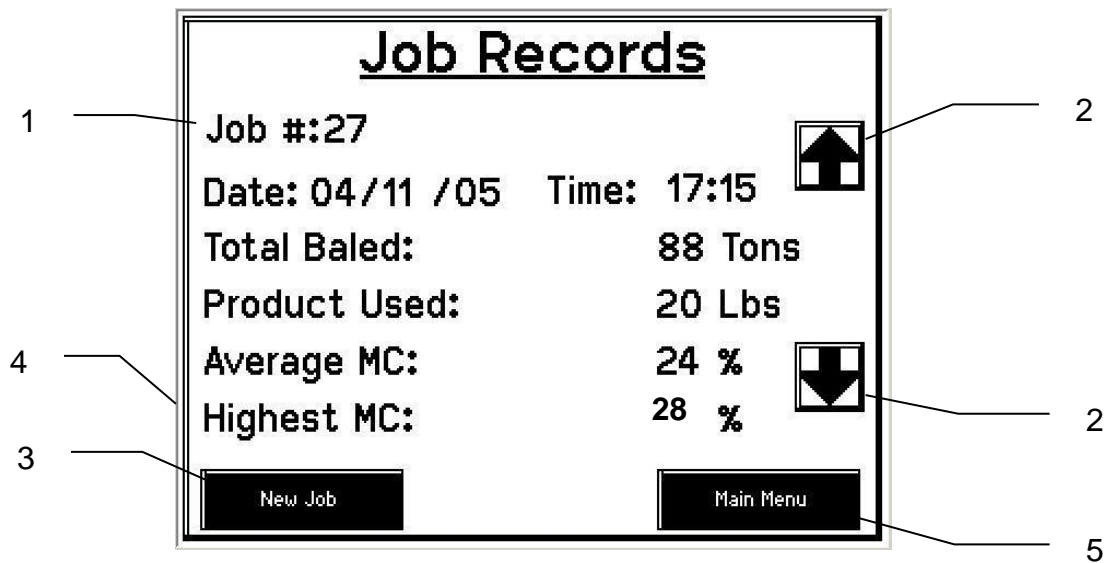 Job Records
1
Job #:27
2
Date: 04/11 /05 Time: 17:15
Total Baled: 88 Tons
Product Used: 20 Lbs
4
Average MC: 24 %
Highest MC: 28 %
2
3
New Job Main Menu
5